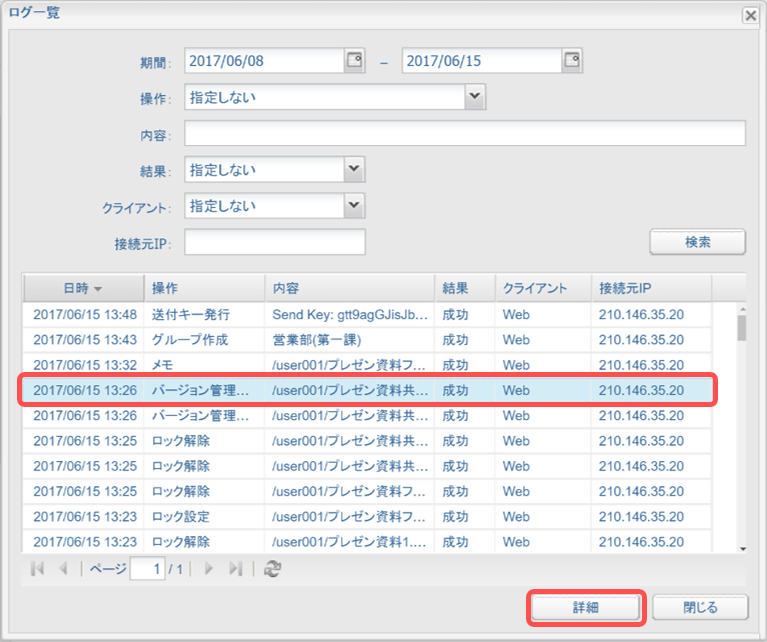 ログ一覧
期間: 2017/06/08 – 2017/06/15
操作: 指定しない
内容:
結果: 指定しない
クライアント: 指定しない
接続元IP:
検索
日時 操作 内容 結果 クライアント 接続元IP
2017/06/15 13:48 送付キー発行 Send Key: gtt9agGJisJb... 成功 Web 210.146.35.20
2017/06/15 13:43 グループ作成 営業部(第一課) 成功 Web 210.146.35.20
2017/06/15 13:32 メモ /user001/プレゼン資料フ... 成功 Web 210.146.35.20
2017/06/15 13:26 バージョン管理... /user001/プレゼン資料共... 成功 Web 210.146.35.20
2017/06/15 13:26 バージョン管理... /user001/プレゼン資料共... 成功 Web 210.146.35.20
2017/06/15 13:25 ロック解除 /user001/プレゼン資料共... 成功 Web 210.146.35.20
2017/06/15 13:25 ロック解除 /user001/プレゼン資料共... 成功 Web 210.146.35.20
2017/06/15 13:25 ロック解除 /user001/プレゼン資料フ... 成功 Web 210.146.35.20
2017/06/15 13:23 ロック設定 /user001/プレゼン資料フ... 成功 Web 210.146.35.20
2017/06/15 13:23 ロック解除 /user001/プレゼン資料1.... 成功 Web 210.146.35.20
ページ 1 / 1
詳細 閉じる